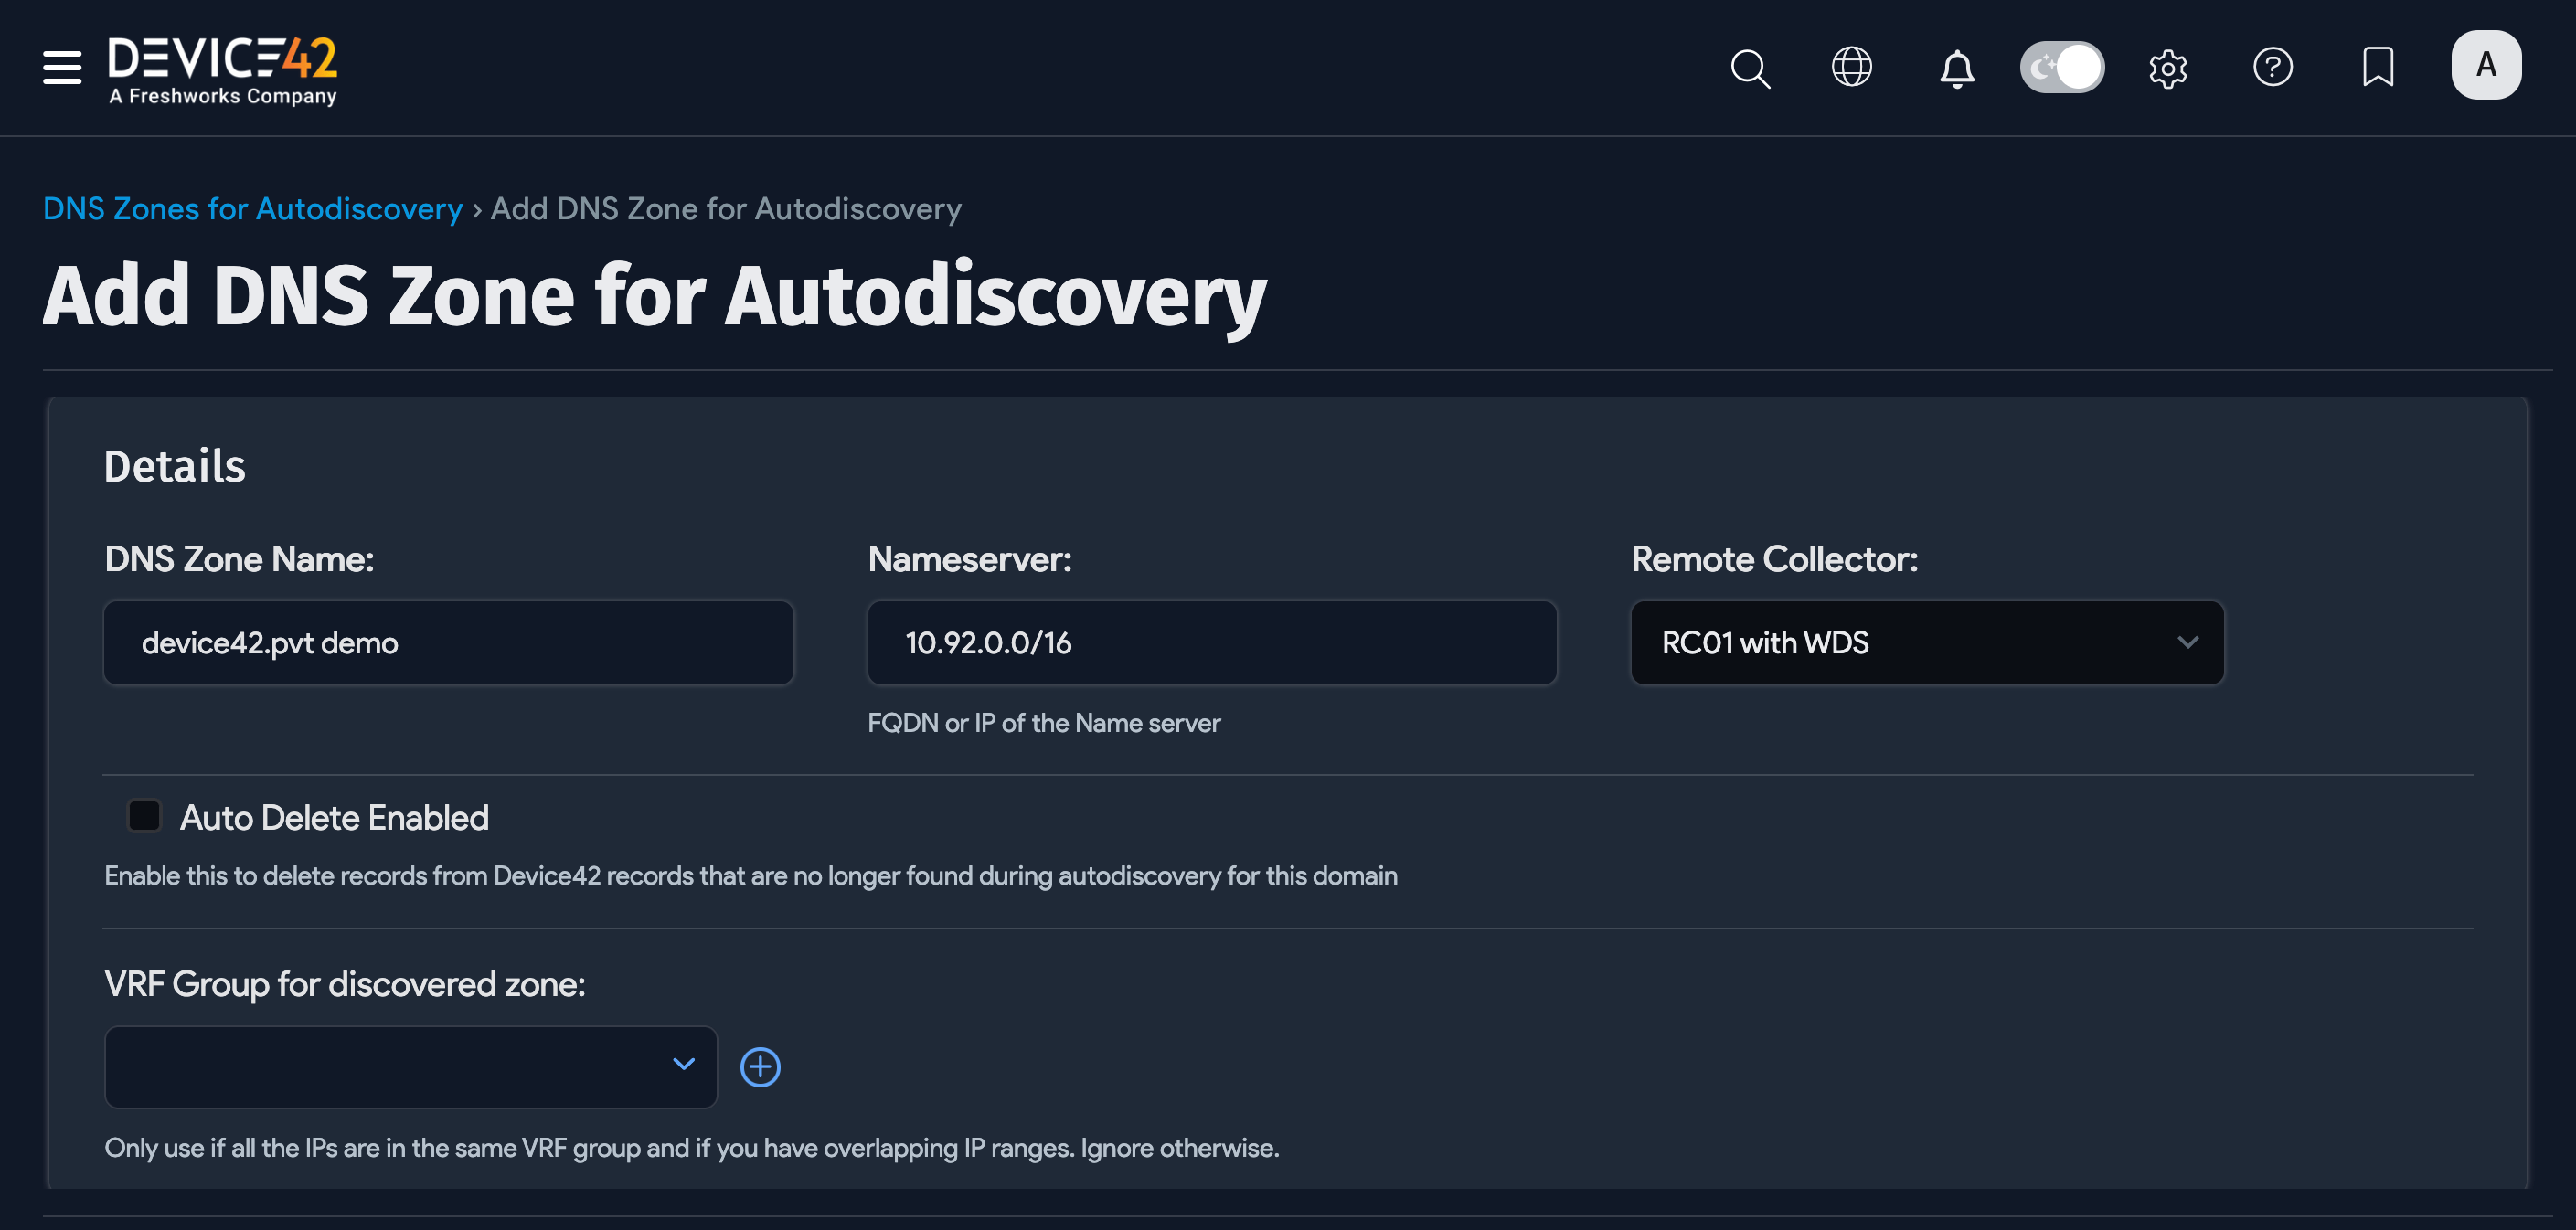 DEVICE42
A Freshworks Company
A
DNS Zones for Autodiscovery › Add DNS Zone for Autodiscovery
Add DNS Zone for Autodiscovery
Details
DNS Zone Name:
Nameserver:
Remote Collector:
device42.pvt demo
10.92.0.0/16
RC01 with WDS
FQDN or IP of the Name server
Auto Delete Enabled
Enable this to delete records from Device42 records that are no longer found during autodiscovery for this domain
VRF Group for discovered zone:
Only use if all the IPs are in the same VRF group and if you have overlapping IP ranges. Ignore otherwise.